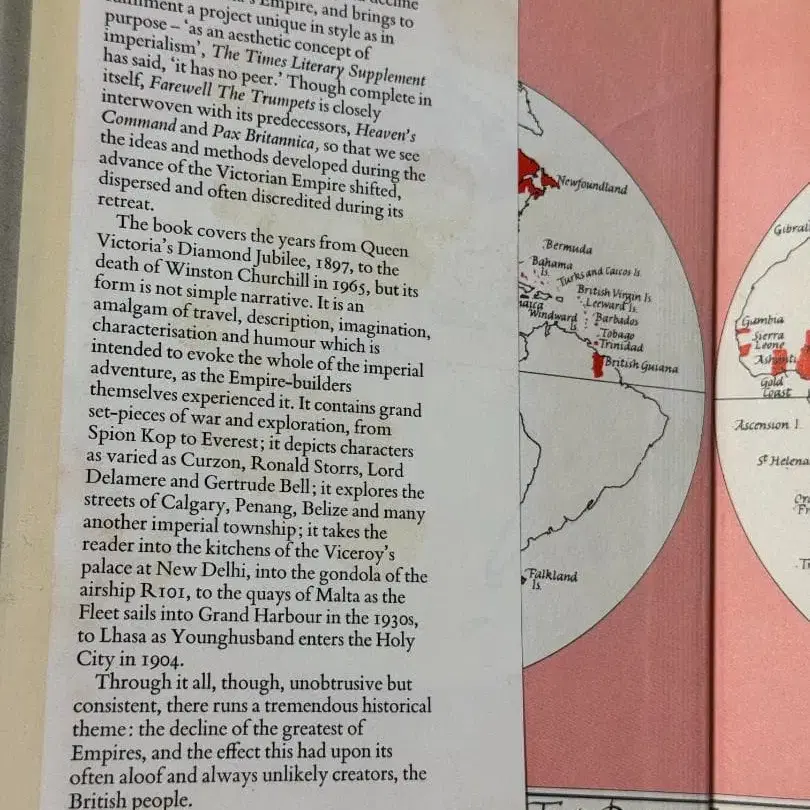 Empire, and brings to
a project unique in style as in
purpose – ‘as an aesthetic concept of
imperialism’, The Times Literary Supplement
has said, ‘it has no peer.’ Though complete in
itself, Farewell The Trumpets is closely
interwoven with its predecessors, Heaven’s
Command and Pax Britannica, so that we see
the ideas and methods developed during the
advance of the Victorian Empire shifted,
dispersed and often discredited during its
retreat.
The book covers the years from Queen
Victoria’s Diamond Jubilee, 1897, to the
death of Winston Churchill in 1965, but its
form is not simple narrative. It is an
amalgam of travel, description, imagination,
characterisation and humour which is
intended to evoke the whole of the imperial
adventure, as the Empire-builders
themselves experienced it. It contains grand
set-pieces of war and exploration, from
Spion Kop to Everest; it depicts characters
as varied as Curzon, Ronald Storrs, Lord
Delamere and Gertrude Bell; it explores the
streets of Calgary, Penang, Belize and many
another imperial township; it takes the
reader into the kitchens of the Viceroy’s
palace at New Delhi, into the gondola of the
airship R101, to the quays of Malta as the
Fleet sails into Grand Harbour in the 1930s,
to Lhasa as Younghusband enters the Holy
City in 1904.
Through it all, though, unobtrusive but
consistent, there runs a tremendous historical
theme: the decline of the greatest of
Empires, and the effect this had upon its
often aloof and always unlikely creators, the
British people.
Newfoundland
Bermuda
Bahama
Is.
Turks and Caicos Is.
British Virgin Is.
Leeward Is.
Windward
Is.
Barbados
Tobago
Trinidad
British Guiana
Falkland
Is.
Gambia
Sierra
Leone
Ashanti
Gold
Coast
Ascension I.
St Helena